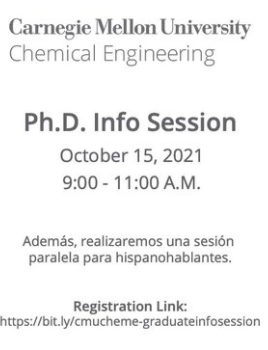 Carnegie Mellon University
Chemical Engineering
Ph.D. Info Session
October 15, 2021
9:00 - 11:00 A.M.
Además, realizaremos una sesión
paralela para hispanohablantes.
Registration Link:
https://bit.ly/cmucheme-graduateinfosession